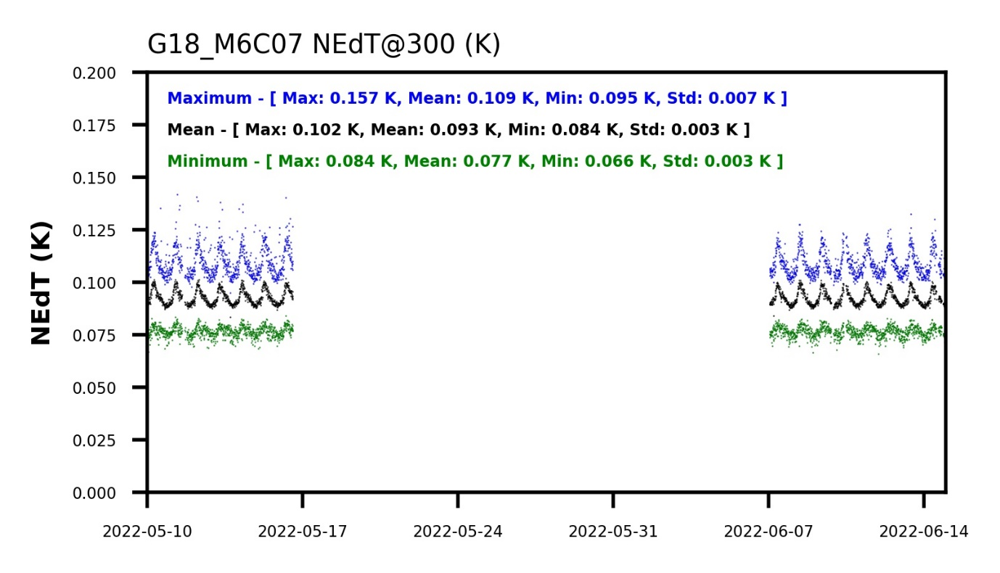 G18_M6C07 NEdT@300 (K)
0.200
Maximum - [ Max: 0.157 K, Mean: 0.109 K, Min: 0.095 K, Std: 0.007 K ]
0.175
Mean - [ Max: 0.102 K, Mean: 0.093 K, Min: 0.084 K, Std: 0.003 K ]
Minimum - [ Max: 0.084 K, Mean: 0.077 K, Min: 0.066 K, Std: 0.003 K ]
0.150
0.125
NEdT (K)
0.100
0.075
0.050
0.025
0.000
2022-05-10 2022-05-17 2022-05-24 2022-05-31 2022-06-07 2022-06-14